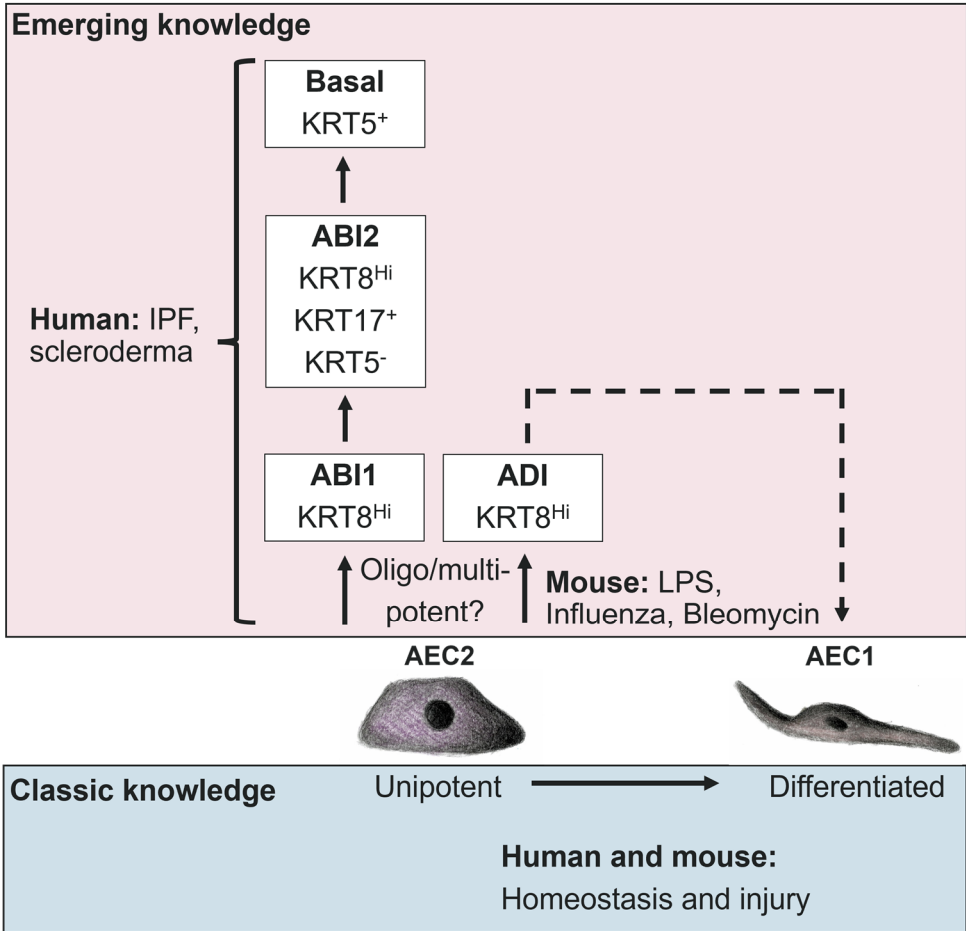 Emerging knowledge
Basal
KRT5⁺
ABI2
KRT8ᴴⁱ
KRT17⁺
KRT5⁻
Human: IPF,
scleroderma
ABI1
KRT8ᴴⁱ
ADI
KRT8ᴴⁱ
Oligo/multi-
potent?
Mouse: LPS,
Influenza, Bleomycin
AEC2
AEC1
Classic knowledge
Unipotent
Differentiated
Human and mouse:
Homeostasis and injury